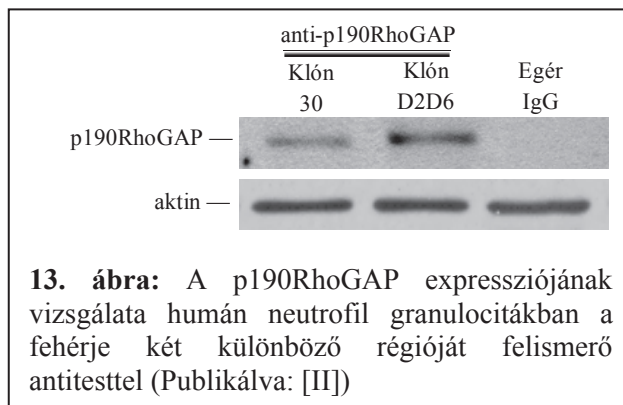 anti-p190RhoGAP
Klón Klón Egér
30 D2D6 IgG
p190RhoGAP —
aktin —
13. ábra: A p190RhoGAP expressziójának
vizsgálata humán neutrofil granulocitákban a
fehérje két különböző régióját felismerő
antitesttel (Publikálva: [II])